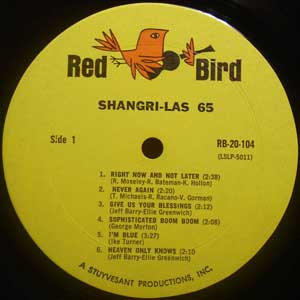 Red Bird
SHANGRI-LAS 65
Side 1
RB-20-104
(LSLP-5011)
1. RIGHT NOW AND NOT LATER (2:38)
(R. Moseley-R. Bateman-K. Hollon)
2. NEVER AGAIN (2:20)
(T. Michaels-R. Racano-V. Gorman)
3. GIVE US YOUR BLESSINGS (2:12)
(Jeff Barry-Ellie Greenwich)
4. SOPHISTICATED BOOM BOOM (2:08)
(George Morton)
5. I'M BLUE (3:27)
(Ike Turner)
6. HEAVEN ONLY KNOWS (2:10
(Jeff Barry-Ellie Greenwich)
A STUYVESANT PRODUCTIONS, INC.